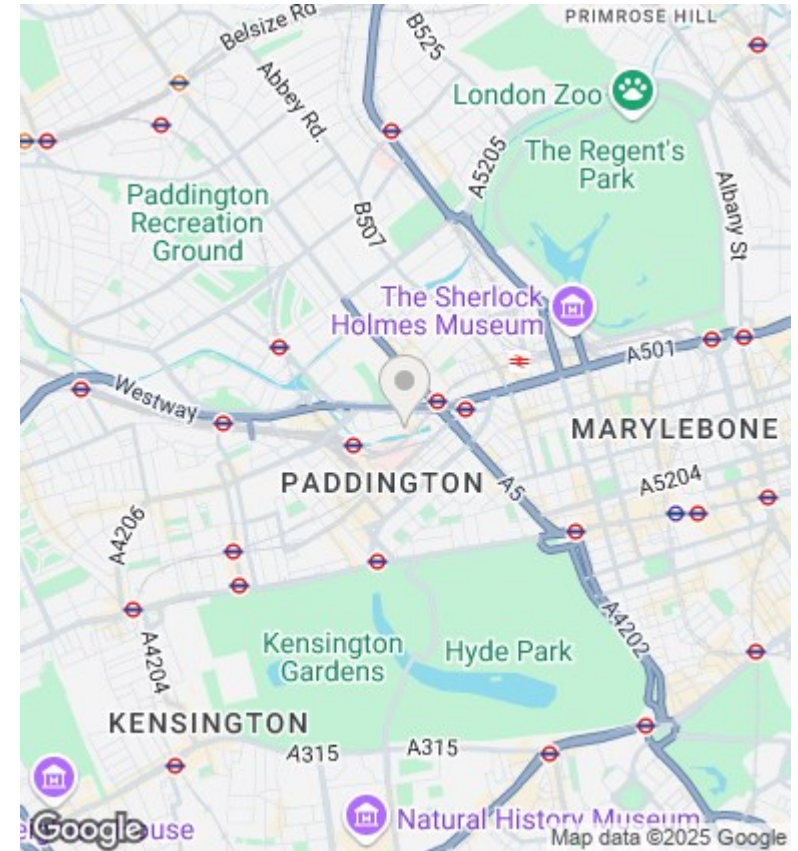 PRIMROSE HILL
Belsize Rd
B525
Abbey Rd.
London Zoo
A5205
The Regent's
Park
Albany St
Paddington
Recreation
Ground
B507
The Sherlock
Holmes Museum
A501
Westway
MARYLEBONE
PADDINGTON
A5
A5204
A4206
A4202
A4204
Kensington
Gardens
Hyde Park
KENSINGTON
A315
A315
Natural History Museum
Google
use
Map data ©2025 Google